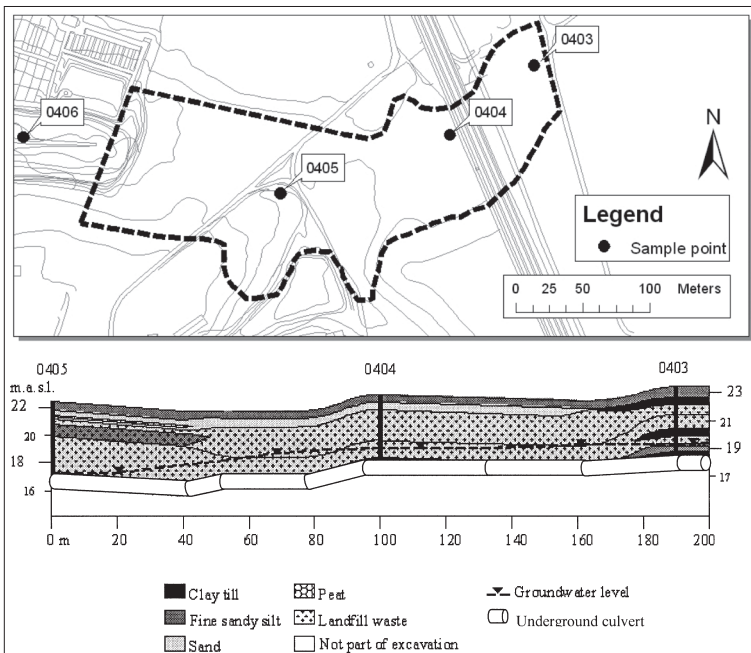 0403
0404
0406
0405
N
Legend
Sample point
0 25 50 100 Meters
0405 0404 0403
m.a.s.l.
22
20
18
16
23
21
19
17
0 m 20 40 60 80 100 120 140 160 180 200
Clay till Peat Groundwater level
Fine sandy silt Landfill waste Underground culvert
Sand Not part of excavation